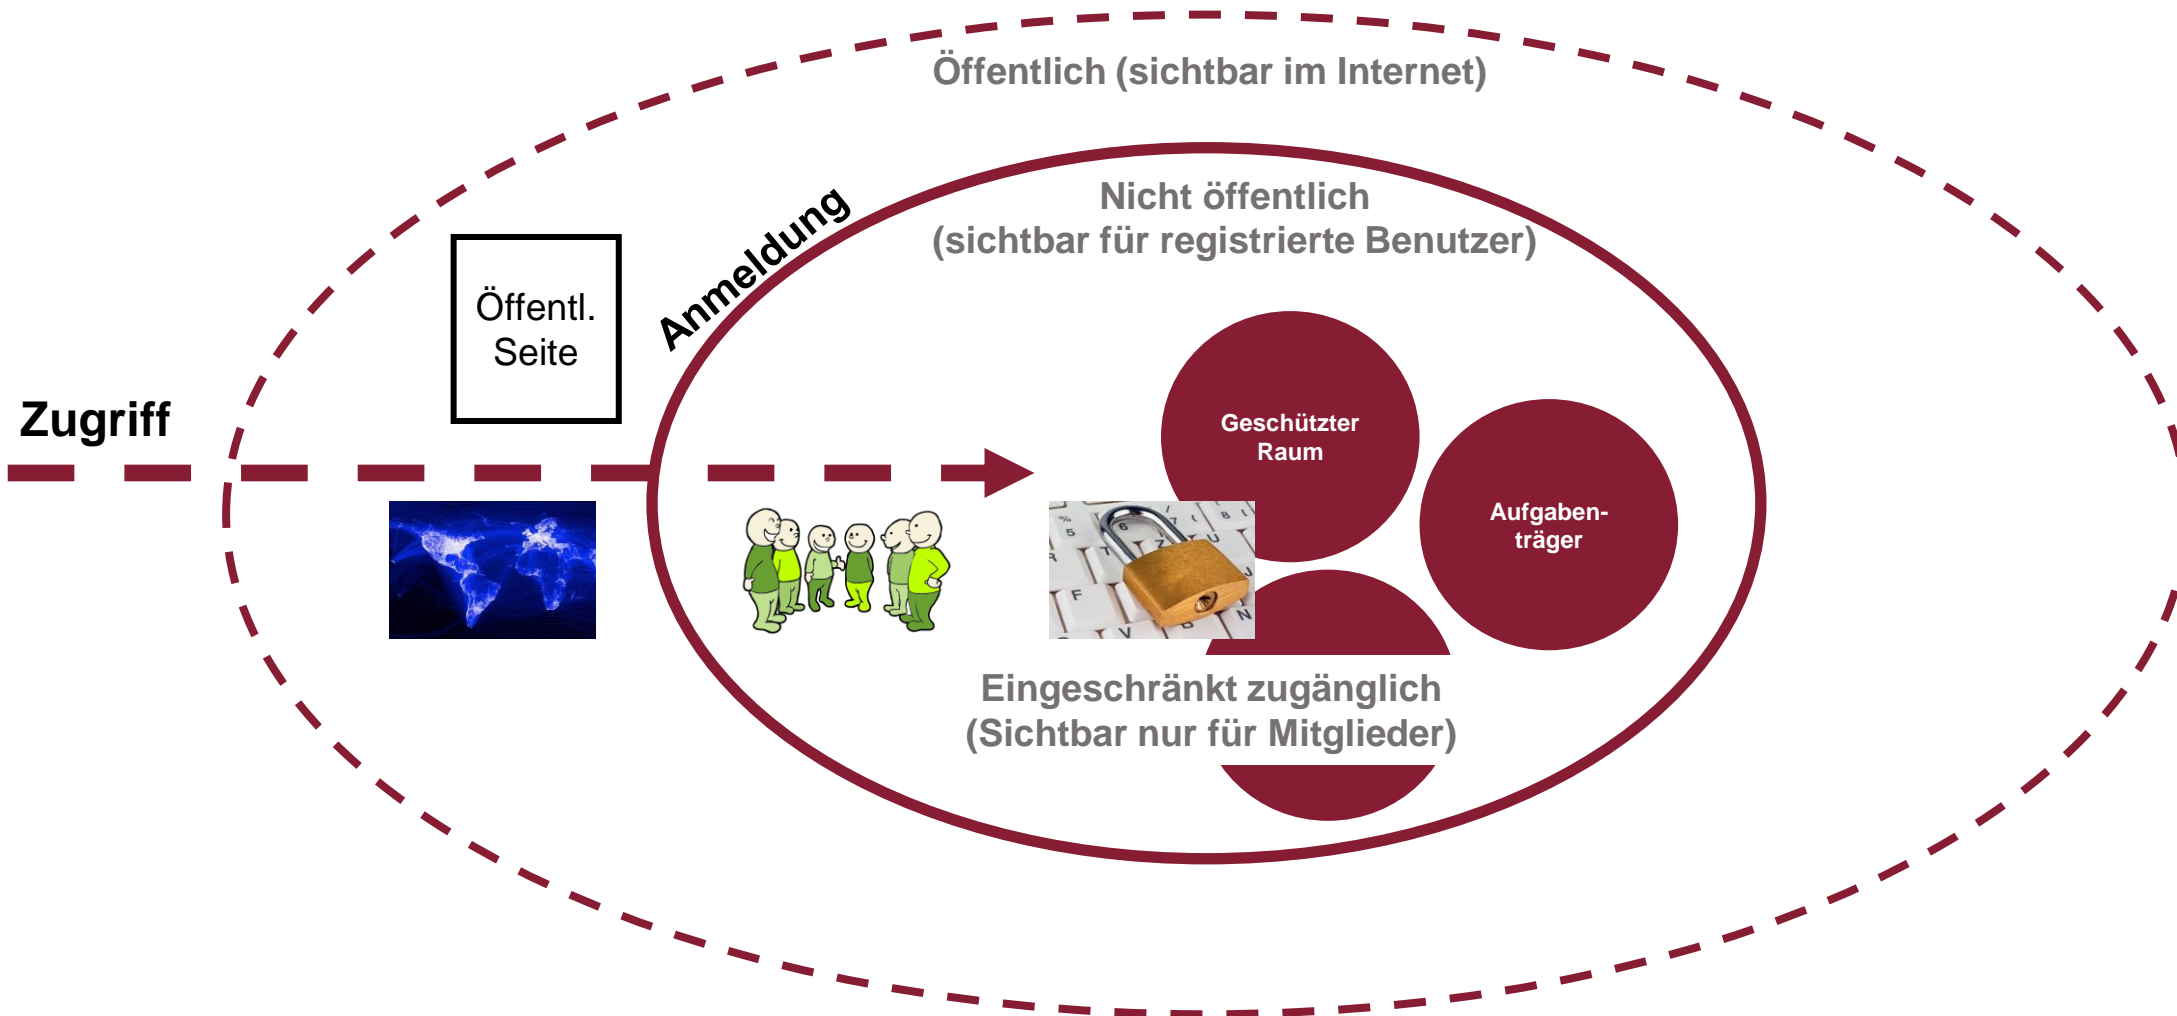 Öffentlich (sichtbar im Internet)
Nicht öffentlich
(sichtbar für registrierte Benutzer)
Anmeldung
Öffentl.
Seite
Zugriff
Geschützter
Raum
Aufgaben-
träger
Eingeschränkt zugänglich
(Sichtbar nur für Mitglieder)